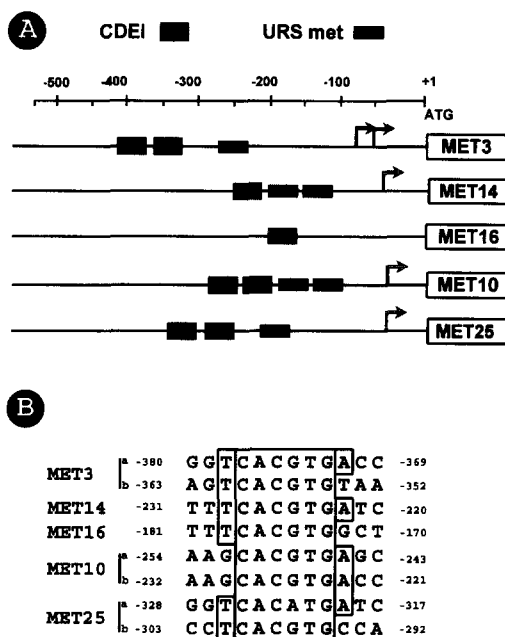 A
CDEI URS met
-500 -400 -300 -200 -100 +1
ATG
MET3
MET14
MET16
MET10
MET25
B
MET3 a -380 GGTCACGTGACC -369
b -363 AGTCACGTGTAA -352
MET14 -231 TTTCACGTGATC -220
MET16 -181 TTTCACGTGGCC -170
MET10 a -254 AAGCACGTGAGC -243
b -232 AAGCACGTGACC -221
MET25 a -328 GGTCACATGATC -317
b -303 CCTCACGTGCCA -292